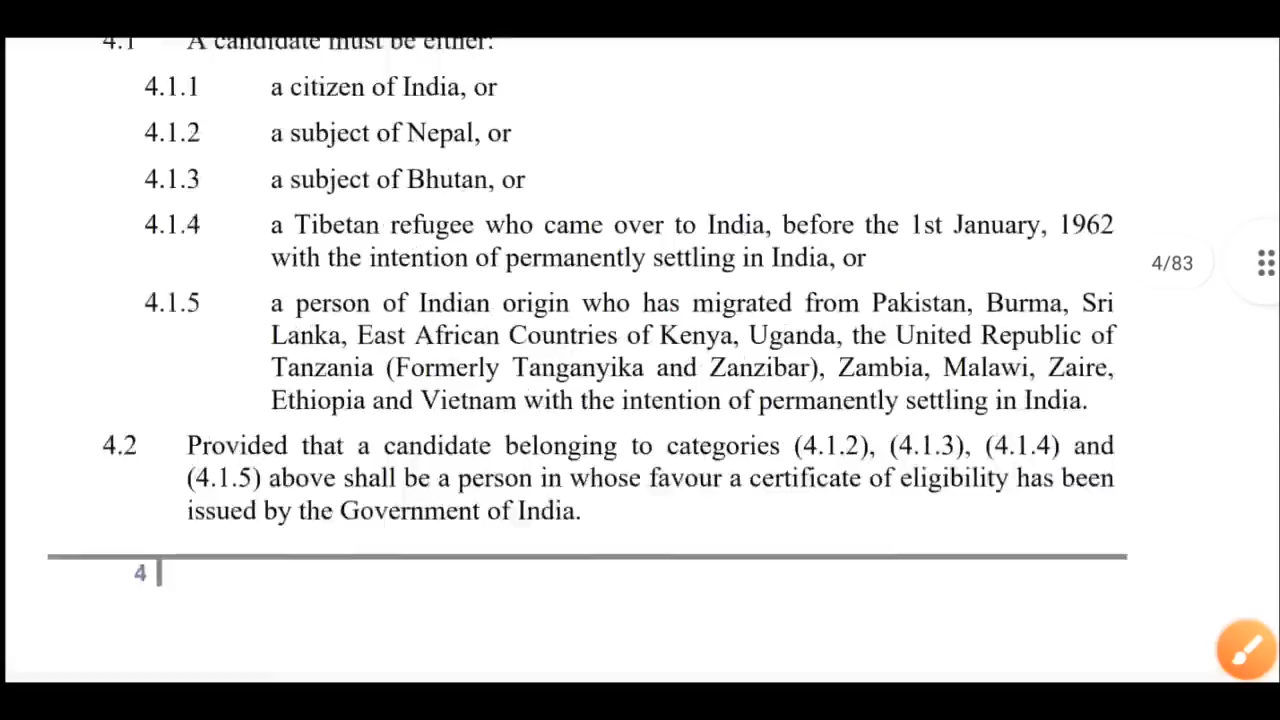 4.1 A candidate must be either:
4.1.1 a citizen of India, or
4.1.2 a subject of Nepal, or
4.1.3 a subject of Bhutan, or
4.1.4 a Tibetan refugee who came over to India, before the 1st January, 1962
with the intention of permanently settling in India, or
4/83
4.1.5 a person of Indian origin who has migrated from Pakistan, Burma, Sri
Lanka, East African Countries of Kenya, Uganda, the United Republic of
Tanzania (Formerly Tanganyika and Zanzibar), Zambia, Malawi, Zaire,
Ethiopia and Vietnam with the intention of permanently settling in India.
4.2 Provided that a candidate belonging to categories (4.1.2), (4.1.3), (4.1.4) and
(4.1.5) above shall be a person in whose favour a certificate of eligibility has been
issued by the Government of India.
4